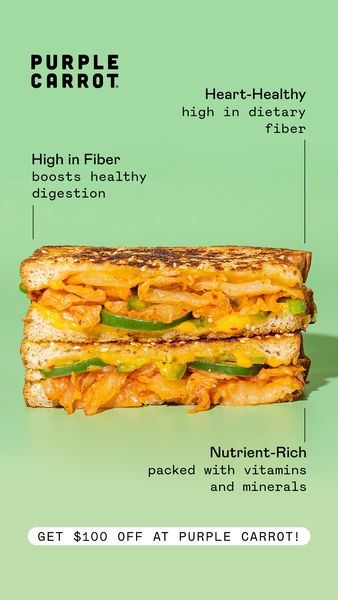 PURPLE
CARROT
Heart-Healthy
high in dietary
fiber
High in Fiber
boosts healthy
digestion
Nutrient-Rich
packed with vitamins
and minerals
GET $100 OFF AT PURPLE CARROT!